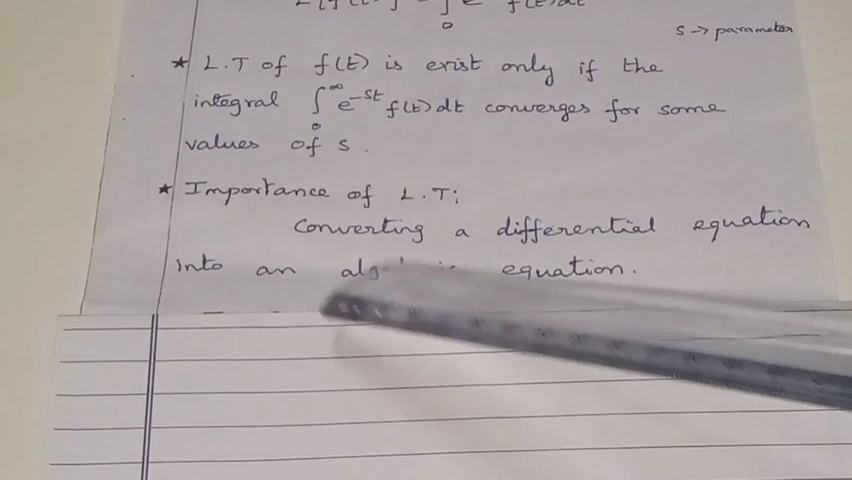 s → parameter
* L.T of f(t) is exist only if the
integral ∫₀^∞ e^-st f(t)dt converges for some
values of s.
* Importance of L.T:
Converting a differential equation
into an equation.